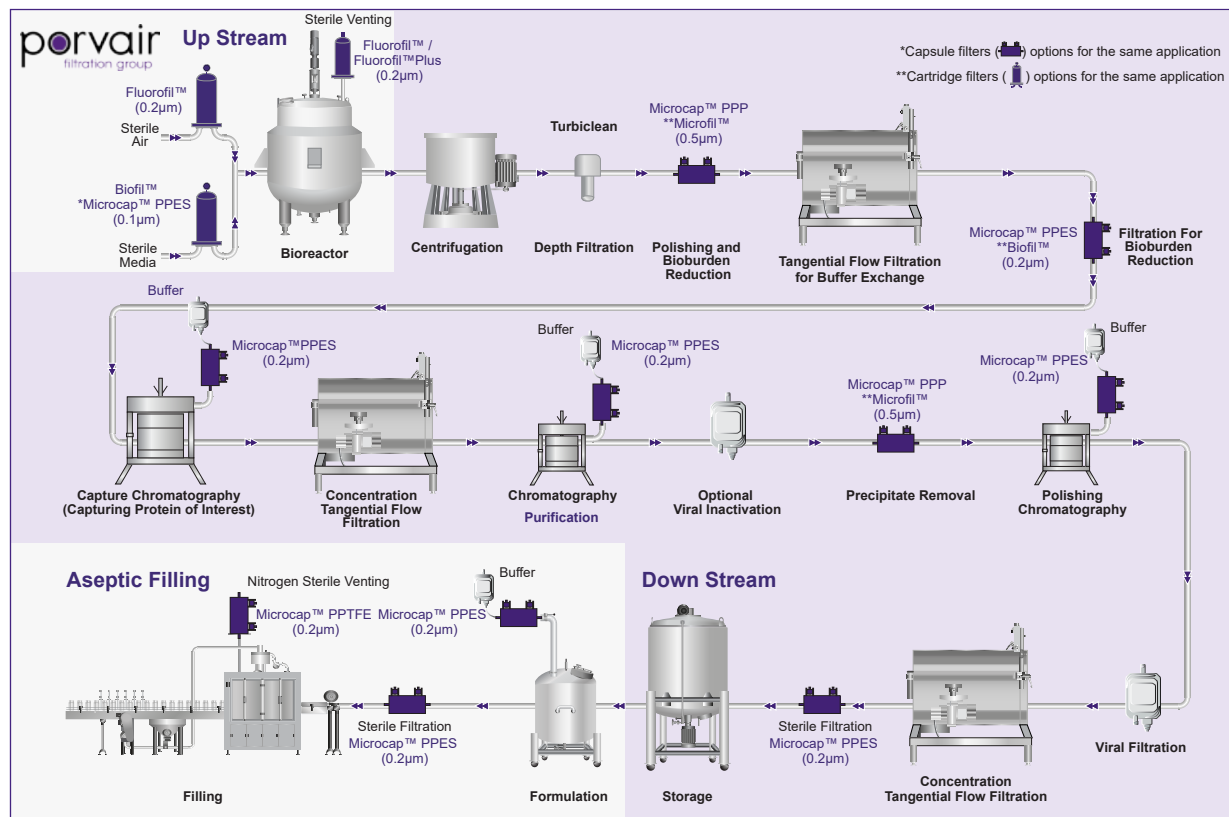 porvair
filtration group
Up Stream
Sterile Venting
Fluorofil™ /
Fluorofil™Plus
(0.2µm)
*Capsule filters ( ) options for the same application
**Cartridge filters ( ) options for the same application
Fluorofil™
(0.2µm)
Sterile
Air
Biofil™
*Microcap™ PPES
(0.1µm)
Sterile
Media
Bioreactor
Centrifugation
Turbiclean
Depth Filtration
Microcap™ PPP
**Microfil™
(0.5µm)
Polishing and
Bioburden
Reduction
Tangential Flow Filtration
for Buffer Exchange
Microcap™ PPES
**Biofil™
(0.2µm)
Filtration For
Bioburden
Reduction
Buffer
Microcap™PPES
(0.2µm)
Capture Chromatography
(Capturing Protein of Interest)
Concentration
Tangential Flow
Filtration
Buffer
Microcap™ PPES
(0.2µm)
Chromatography
Purification
Optional
Viral Inactivation
Microcap™ PPP
**Microfil™
(0.5µm)
Precipitate Removal
Buffer
Microcap™ PPES
(0.2µm)
Polishing
Chromatography
Aseptic Filling
Nitrogen Sterile Venting
Microcap™ PPTFE
(0.2µm)
Buffer
Microcap™ PPES
(0.2µm)
Sterile Filtration
Microcap™ PPES
(0.2µm)
Filling
Formulation
Down Stream
Storage
Sterile Filtration
Microcap™ PPES
(0.2µm)
Concentration
Tangential Flow Filtration
Viral Filtration